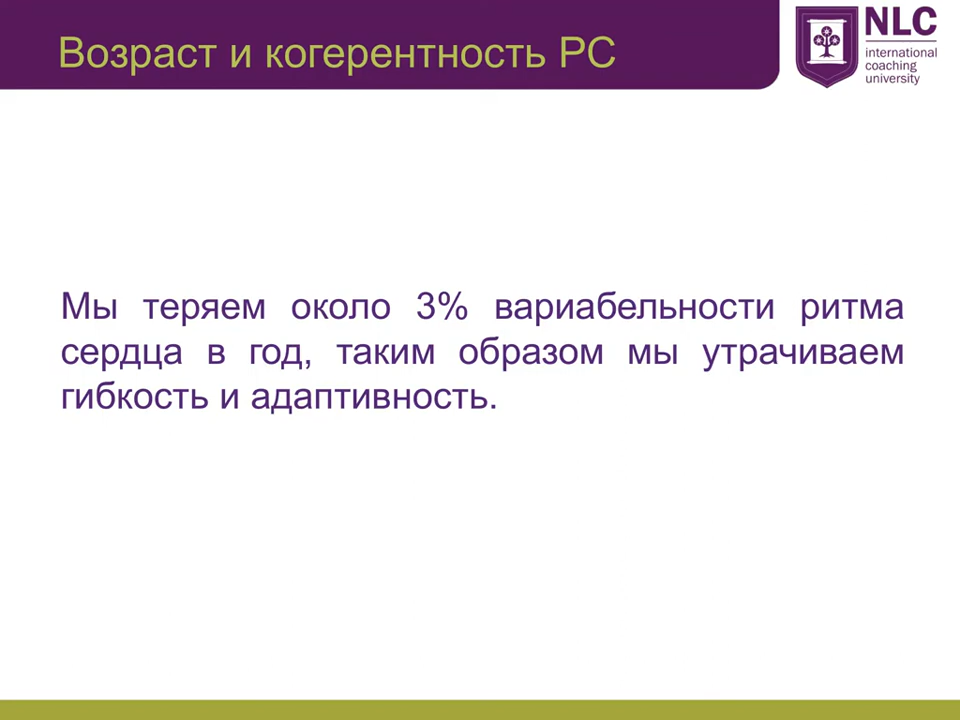 Возраст и когерентность РС
NLC
international
coaching
university
Мы теряем около 3% вариабельности ритма
сердца в год, таким образом мы утрачиваем
гибкость и адаптивность.